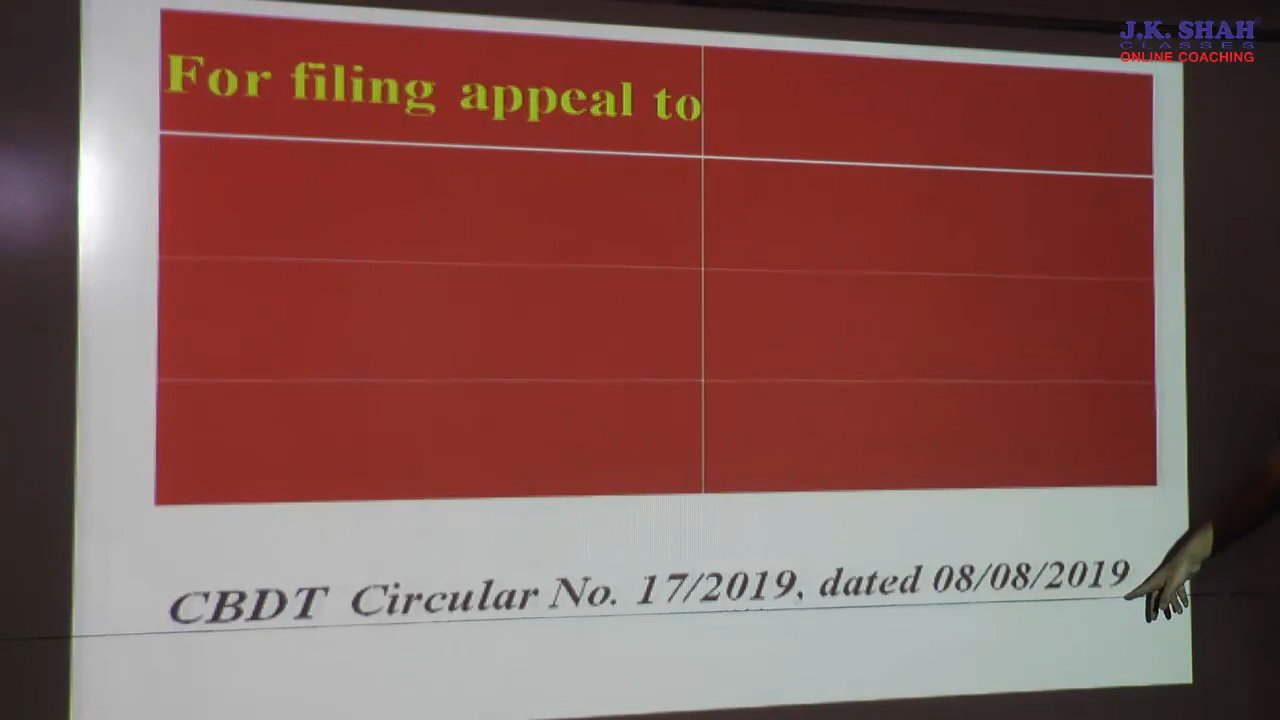 J.K. SHAH
CLASSES
ONLINE COACHING
For filing appeal to
CBDT Circular No. 17/2019, dated 08/08/2019